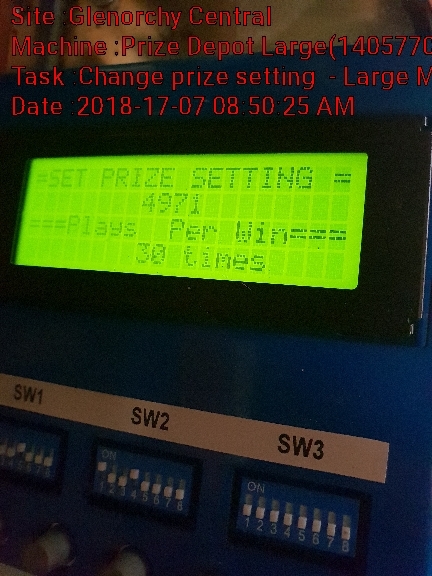 Site :Glenorchy Central
Machine :Prize Depot Large(1405770
Task :Change prize setting - Large M
Date :2018-17-07 08:50:25 AM
=SET PRIZE SETTING =
4971
===Plays Per Win===
30 times
SW1 SW2 SW3
ON ON
1 2 3 4 5 6 7 8 1 2 3 4 5 6 7 8